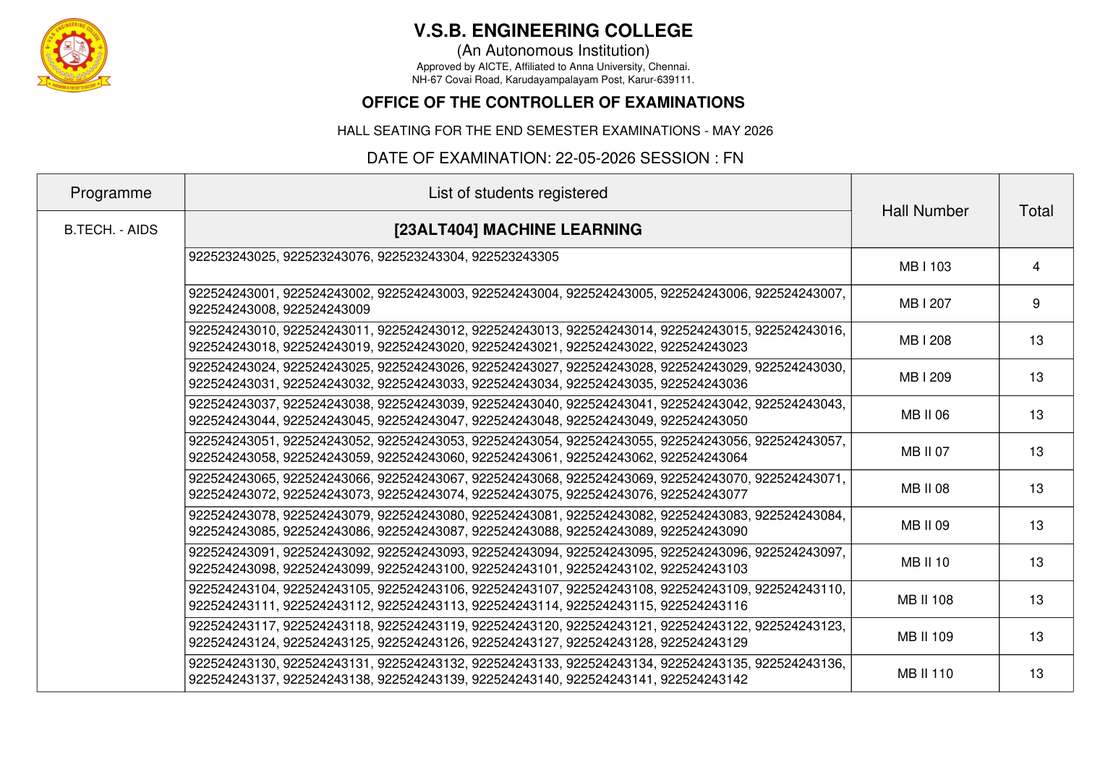 V.S.B. ENGINEERING COLLEGE
(An Autonomous Institution)
Approved by AICTE, Affiliated to Anna University, Chennai.
NH-67 Covai Road, Karudayampalayam Post, Karur-639111.
OFFICE OF THE CONTROLLER OF EXAMINATIONS
HALL SEATING FOR THE END SEMESTER EXAMINATIONS - MAY 2026
DATE OF EXAMINATION: 22-05-2026 SESSION : FN
Programme List of students registered Hall Number Total
B.TECH. - AIDS [23ALT404] MACHINE LEARNING
922523243025, 922523243076, 922523243304, 922523243305
MB I 103 4
922524243001, 922524243002, 922524243003, 922524243004, 922524243005, 922524243006, 922524243007,
922524243008, 922524243009
MB I 207 9
922524243010, 922524243011, 922524243012, 922524243013, 922524243014, 922524243015, 922524243016,
922524243018, 922524243019, 922524243020, 922524243021, 922524243022, 922524243023
MB I 208 13
922524243024, 922524243025, 922524243026, 922524243027, 922524243028, 922524243029, 922524243030,
922524243031, 922524243032, 922524243033, 922524243034, 922524243035, 922524243036
MB I 209 13
922524243037, 922524243038, 922524243039, 922524243040, 922524243041, 922524243042, 922524243043,
922524243044, 922524243045, 922524243047, 922524243048, 922524243049, 922524243050
MB II 06 13
922524243051, 922524243052, 922524243053, 922524243054, 922524243055, 922524243056, 922524243057,
922524243058, 922524243059, 922524243060, 922524243061, 922524243062, 922524243064
MB II 07 13
922524243065, 922524243066, 922524243067, 922524243068, 922524243069, 922524243070, 922524243071,
922524243072, 922524243073, 922524243074, 922524243075, 922524243076, 922524243077
MB II 08 13
922524243078, 922524243079, 922524243080, 922524243081, 922524243082, 922524243083, 922524243084,
922524243085, 922524243086, 922524243087, 922524243088, 922524243089, 922524243090
MB II 09 13
922524243091, 922524243092, 922524243093, 922524243094, 922524243095, 922524243096, 922524243097,
922524243098, 922524243099, 922524243100, 922524243101, 922524243102, 922524243103
MB II 10 13
922524243104, 922524243105, 922524243106, 922524243107, 922524243108, 922524243109, 922524243110,
922524243111, 922524243112, 922524243113, 922524243114, 922524243115, 922524243116
MB II 108 13
922524243117, 922524243118, 922524243119, 922524243120, 922524243121, 922524243122, 922524243123,
922524243124, 922524243125, 922524243126, 922524243127, 922524243128, 922524243129
MB II 109 13
922524243130, 922524243131, 922524243132, 922524243133, 922524243134, 922524243135, 922524243136,
922524243137, 922524243138, 922524243139, 922524243140, 922524243141, 922524243142
MB II 110 13